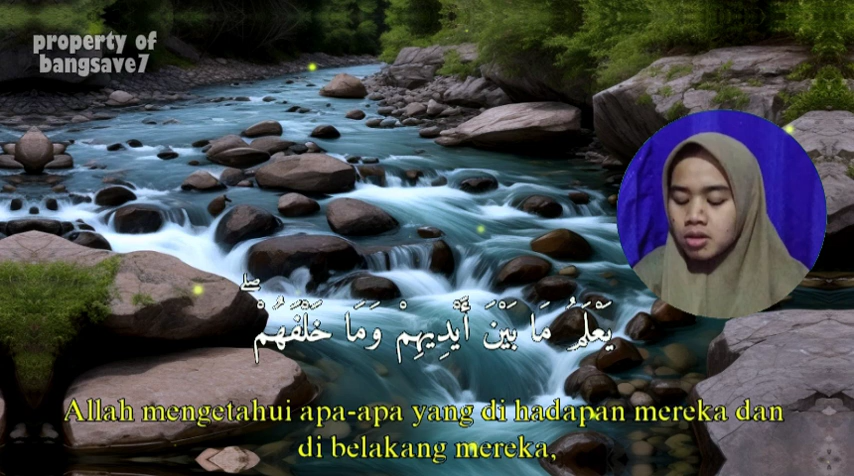 property of
bangsave7
يَعْلَمُ مَا بَيْنَ أَيْدِيهِمْ وَمَا خَلْفَهُمْ ۖ
Allah mengetahui apa-apa yang di hadapan mereka dan
di belakang mereka,